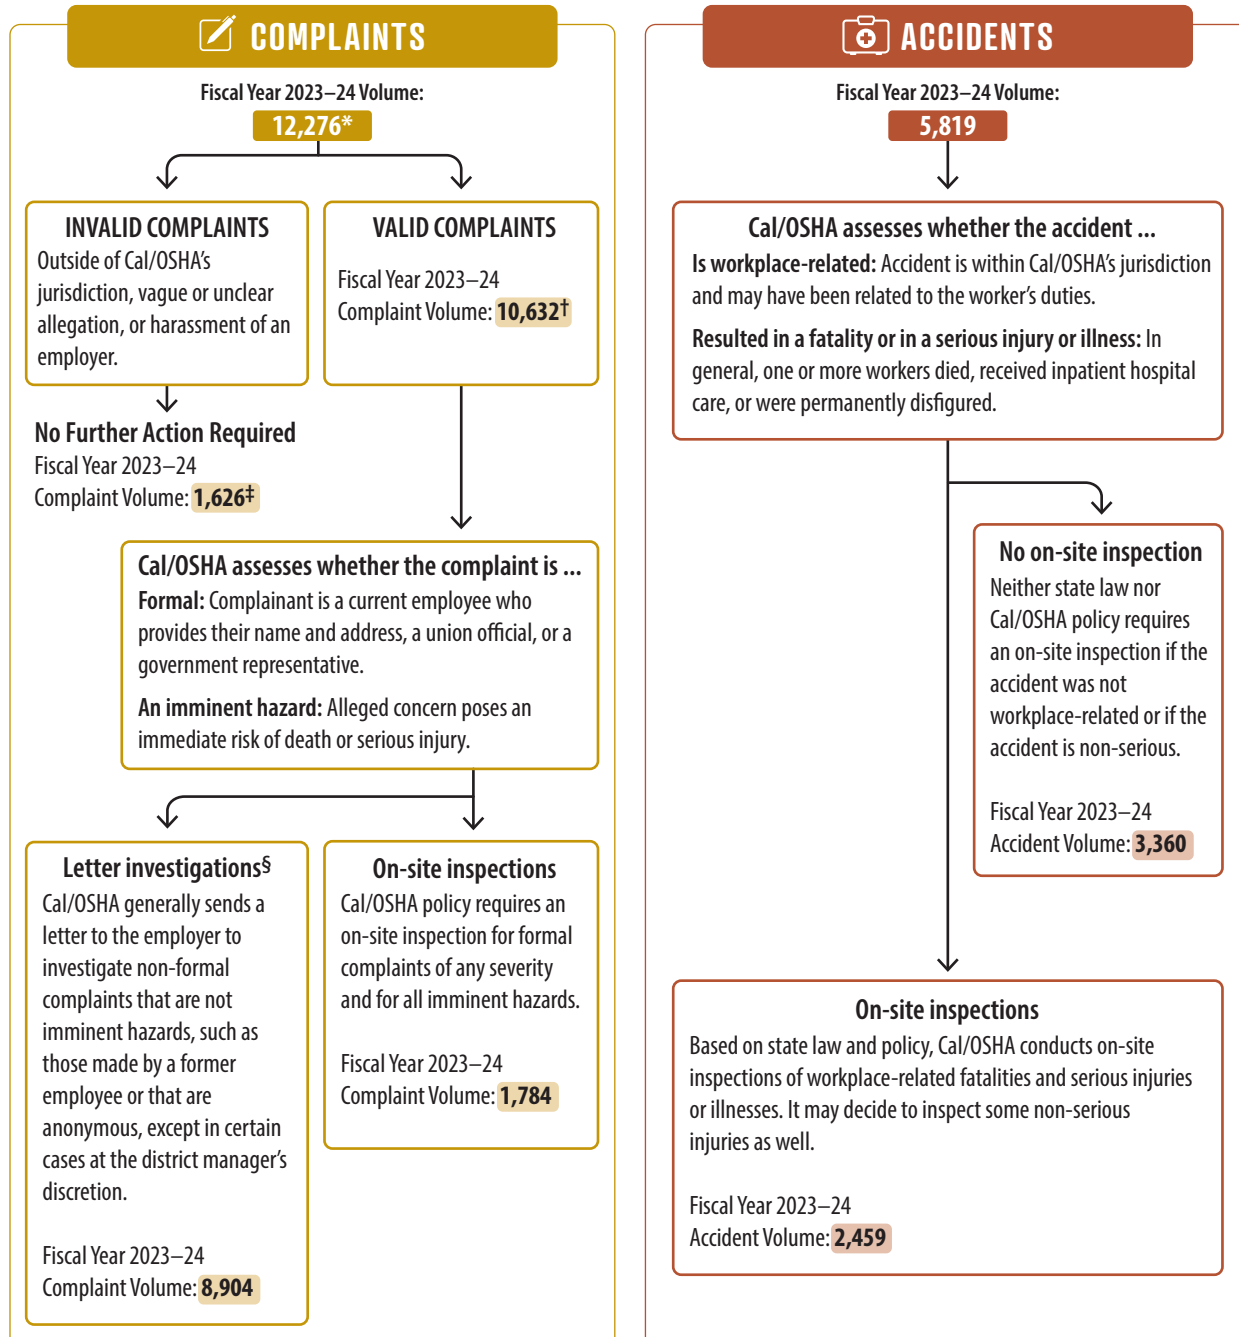 COMPLAINTS
Fiscal Year 2023–24 Volume:
12,276*
INVALID COMPLAINTS
Outside of Cal/OSHA's
jurisdiction, vague or unclear
allegation, or harassment of an
employer.
No Further Action Required
Fiscal Year 2023–24
Complaint Volume: 1,626‡
VALID COMPLAINTS
Fiscal Year 2023–24
Complaint Volume: 10,632†
Cal/OSHA assesses whether the complaint is ...
Formal: Complainant is a current employee who
provides their name and address, a union official, or a
government representative.
An imminent hazard: Alleged concern poses an
immediate risk of death or serious injury.
Letter investigations§
Cal/OSHA generally sends a
letter to the employer to
investigate non-formal
complaints that are not
imminent hazards, such as
those made by a former
employee or that are
anonymous, except in certain
cases at the district manager's
discretion.
Fiscal Year 2023–24
Complaint Volume: 8,904
On-site inspections
Cal/OSHA policy requires an
on-site inspection for formal
complaints of any severity
and for all imminent hazards.
Fiscal Year 2023–24
Complaint Volume: 1,784
ACCIDENTS
Fiscal Year 2023–24 Volume:
5,819
Cal/OSHA assesses whether the accident ...
Is workplace-related: Accident is within Cal/OSHA's jurisdiction
and may have been related to the worker's duties.
Resulted in a fatality or in a serious injury or illness: In
general, one or more workers died, received inpatient hospital
care, or were permanently disfigured.
No on-site inspection
Neither state law nor
Cal/OSHA policy requires
an on-site inspection if the
accident was not
workplace-related or if the
accident is non-serious.
Fiscal Year 2023–24
Accident Volume: 3,360
On-site inspections
Based on state law and policy, Cal/OSHA conducts on-site
inspections of workplace-related fatalities and serious injuries
or illnesses. It may decide to inspect some non-serious
injuries as well.
Fiscal Year 2023–24
Accident Volume: 2,459